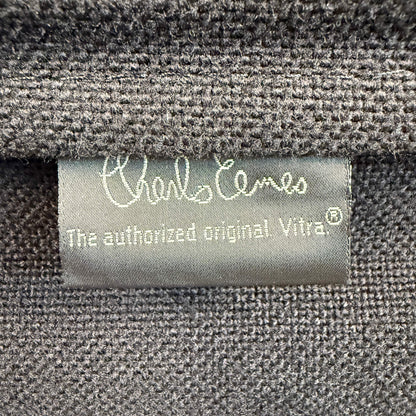 Charles Eames
The authorized original Vitra.®